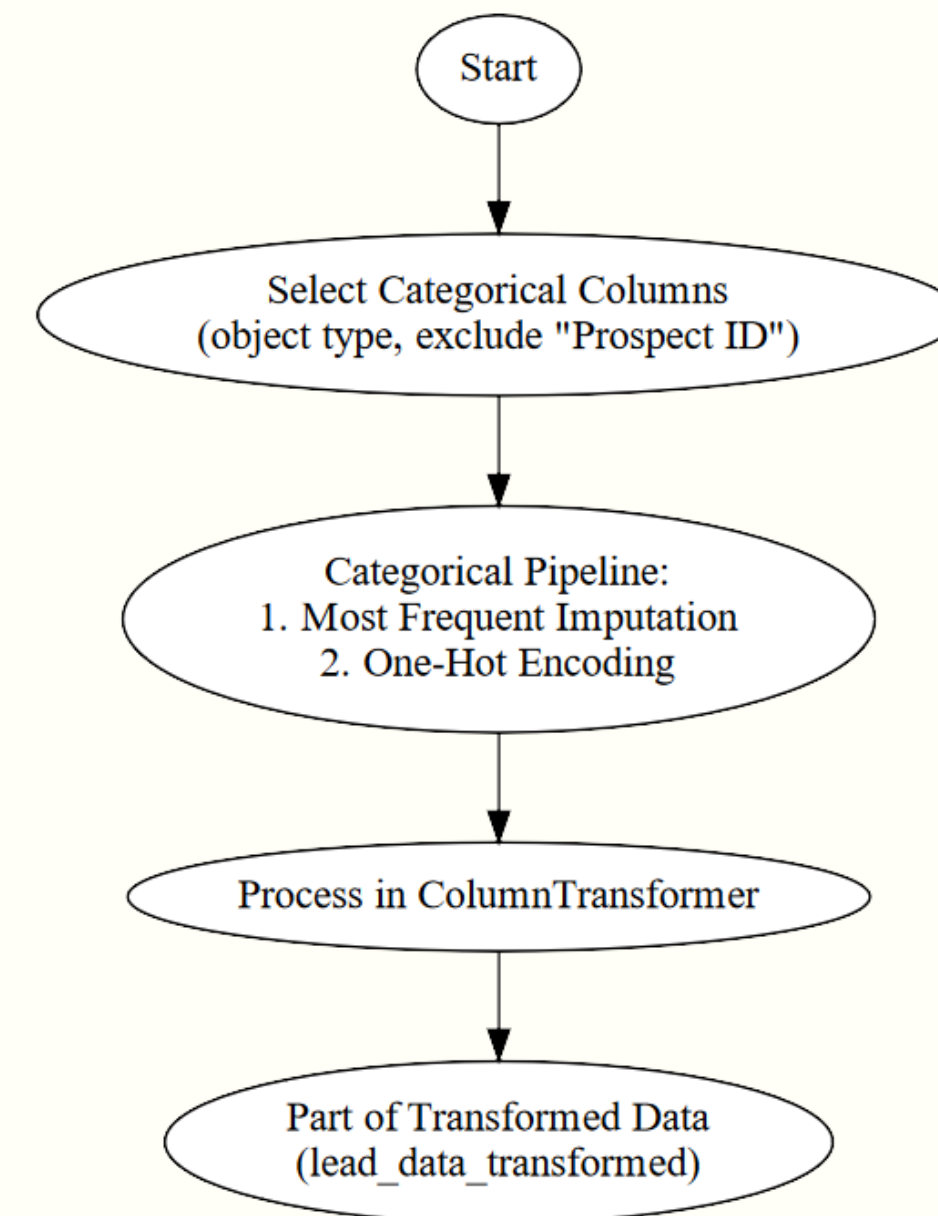 Start
Select Categorical Columns
(object type, exclude "Prospect ID")
Categorical Pipeline:
1. Most Frequent Imputation
2. One-Hot Encoding
Process in ColumnTransformer
Part of Transformed Data
(lead_data_transformed)